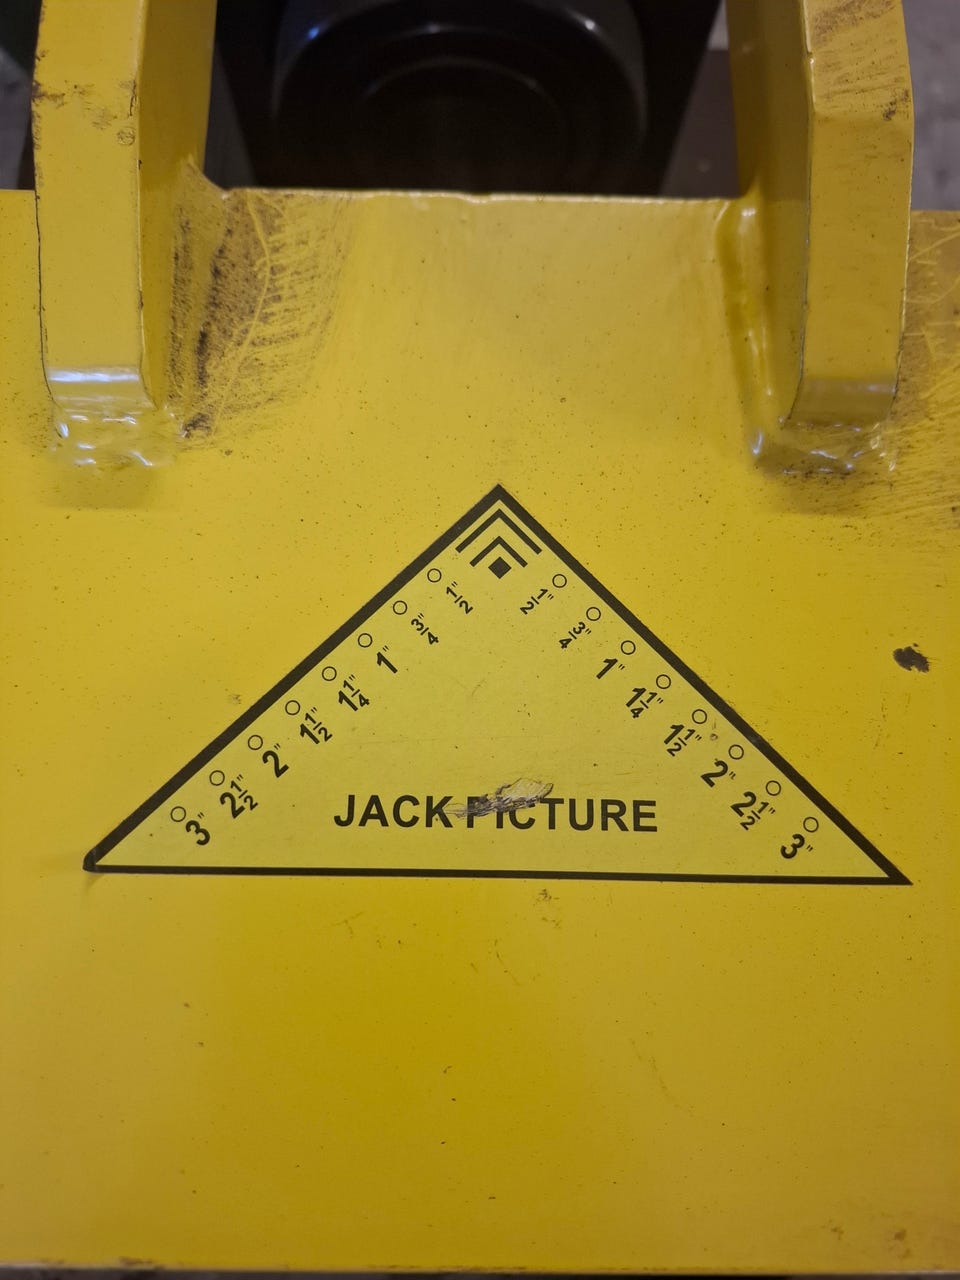 1/2" 1/2"
3/4" 3/4"
1" 1"
1 1/4" 1 1/4"
1 1/2" 1 1/2"
2" 2"
2 1/2" 2 1/2"
3" 3"
JACK PICTURE